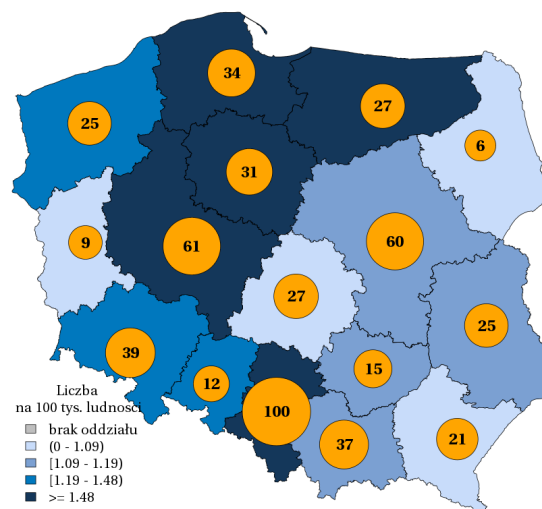 34
27
25
6
31
9
61
60
27
25
39
12
15
100
37
21
Liczba
na 100 tys. ludności
brak oddziału
(0 - 1.09)
[1.09 - 1.19)
[1.19 - 1.48)
>= 1.48